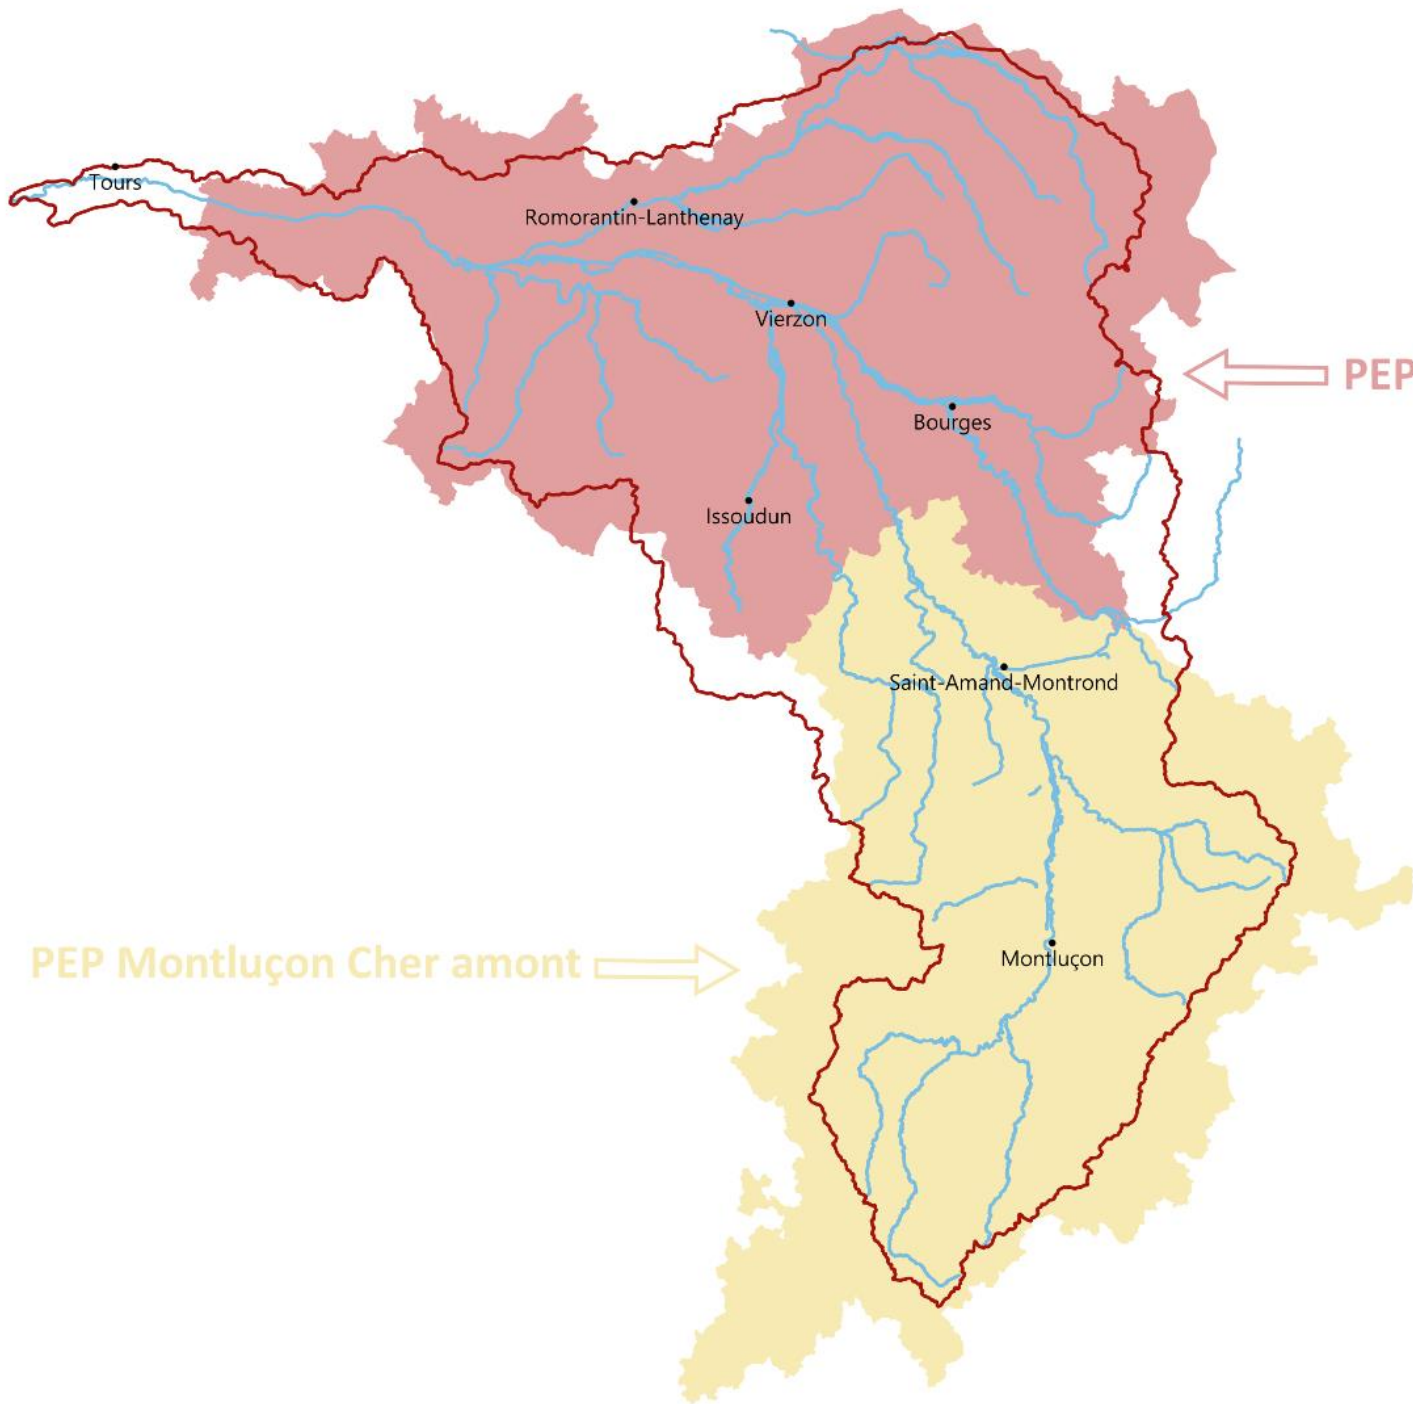 Tours
Romorantin-Lanthenay
Vierzon
PEP
Bourges
Issoudun
Saint-Amand-Montrond
PEP Montluçon Cher amont
Montluçon